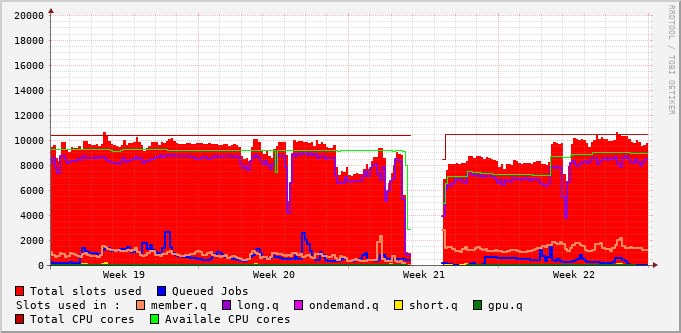 RRDTOOL / TOBI OETIKER
20000
18000
16000
14000
12000
10000
8000
6000
4000
2000
0
Week 19 Week 20 Week 21 Week 22
Total slots used Queued Jobs
Slots used in : member.q long.q ondemand.q short.q gpu.q
Total CPU cores Availale CPU cores